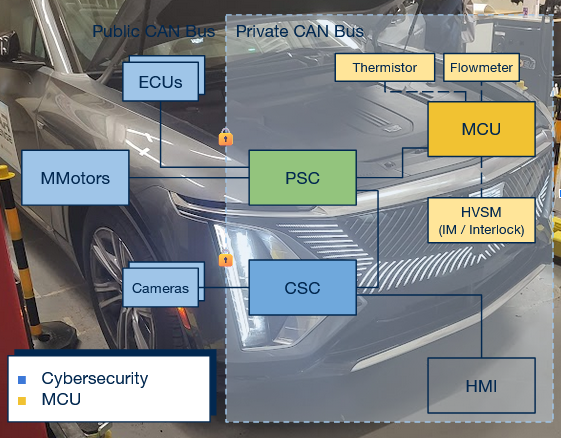 Public CAN Bus
Private CAN Bus
Thermistor
Flowmeter
ECUs
MCU
MMotors
PSC
HVSM
(IM / Interlock)
Cameras
CSC
HMI
Cybersecurity
MCU